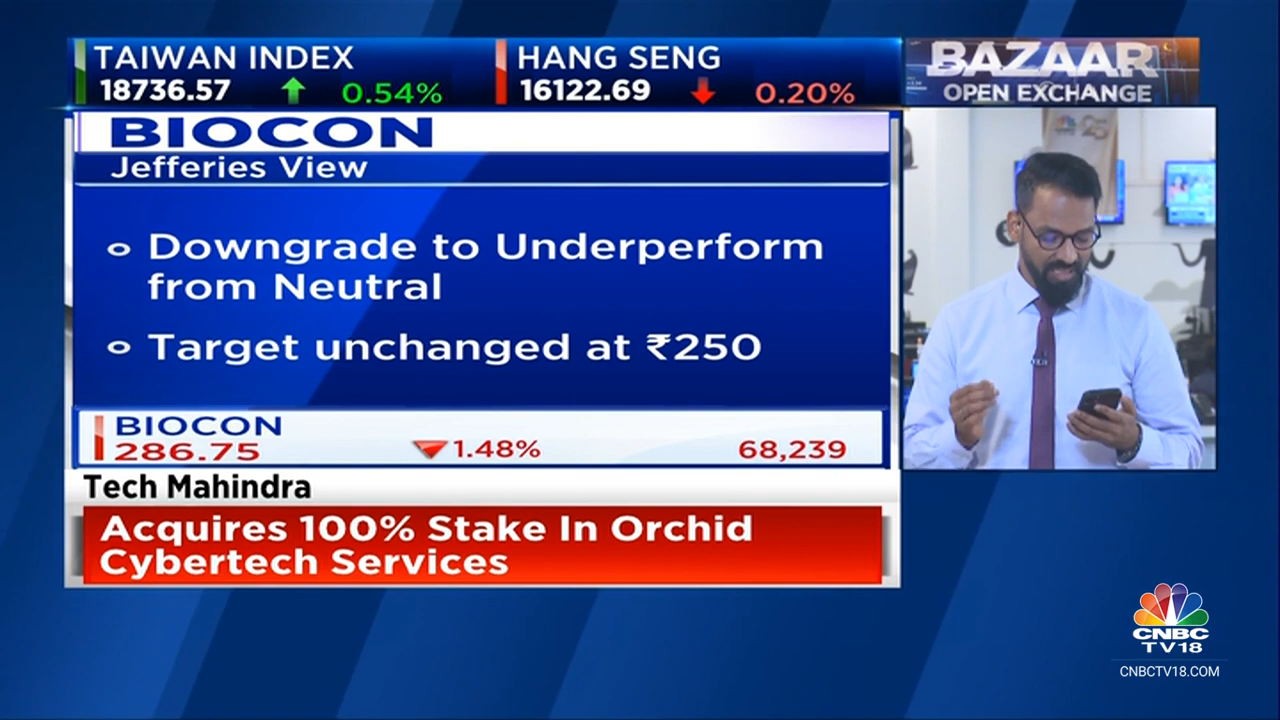 TAIWAN INDEX
18736.57 0.54%
HANG SENG
16122.69 0.20%
BAZAAR
OPEN EXCHANGE
BIOCON
Jefferies View
Downgrade to Underperform
from Neutral
Target unchanged at ₹250
BIOCON
286.75 1.48% 68,239
Tech Mahindra
Acquires 100% Stake In Orchid
Cybertech Services
25
CNBC
TV18
CNBCTV18.COM